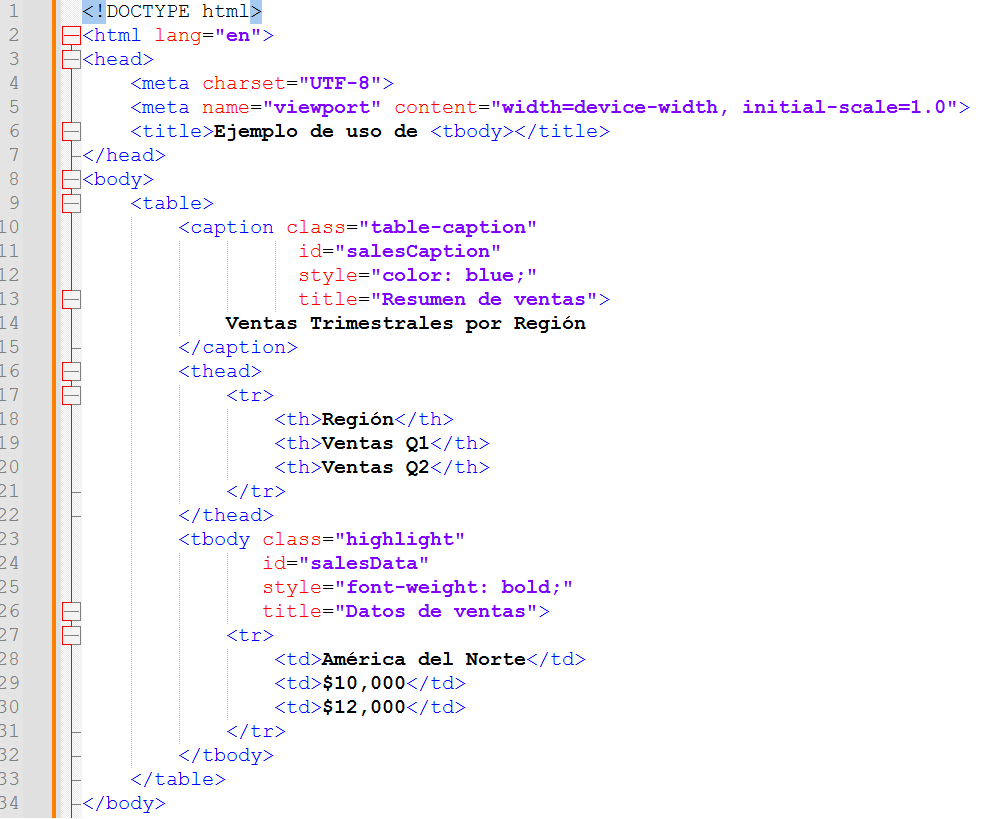 1 <!DOCTYPE html>
2 <html lang="en">
3 <head>
4     <meta charset="UTF-8">
5     <meta name="viewport" content="width=device-width, initial-scale=1.0">
6     <title>Ejemplo de uso de <tbody></title>
7 </head>
8 <body>
9     <table>
10         <caption class="table-caption"
11                   id="salesCaption"
12                   style="color: blue;"
13                   title="Resumen de ventas">
14             Ventas Trimestrales por Región
15         </caption>
16         <thead>
17             <tr>
18                 <th>Región</th>
19                 <th>Ventas Q1</th>
20                 <th>Ventas Q2</th>
21             </tr>
22         </thead>
23         <tbody class="highlight"
24                id="salesData"
25                style="font-weight: bold;"
26                title="Datos de ventas">
27             <tr>
28                 <td>América del Norte</td>
29                 <td>$10,000</td>
30                 <td>$12,000</td>
31             </tr>
32         </tbody>
33     </table>
34 </body>